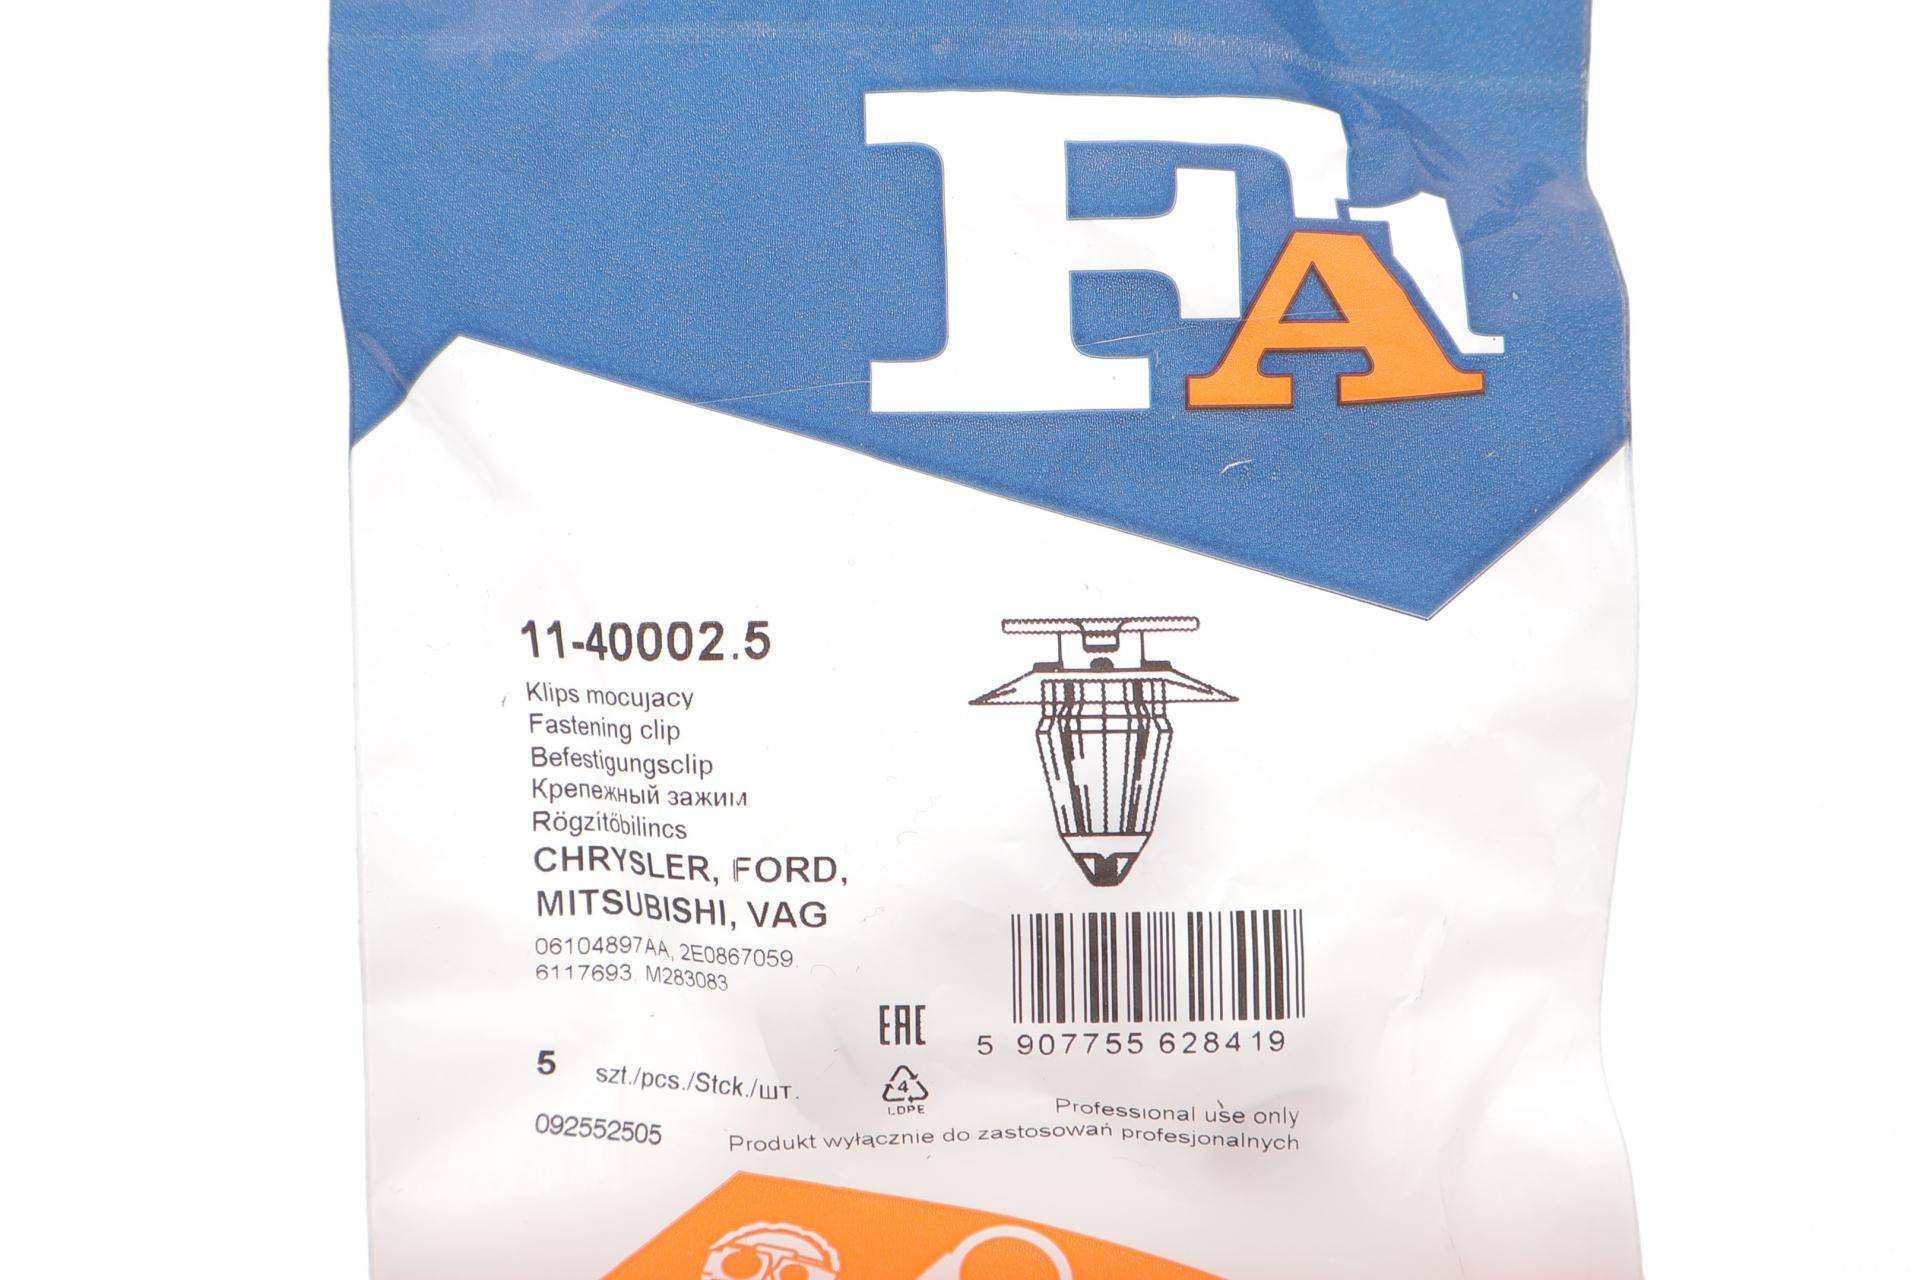 FA1
11-40002.5
Klips mocujacy
Fastening clip
Befestigungsclip
Крепежный зажим
Rögzítöbilincs
CHRYSLER, FORD,
MITSUBISHI, VAG
06104897AA, 2E0867059.
6117693. M283083
EAC
5 907755 628419
5 szt./pcs./Stck./шт.
4
LDPE
092552505
Professional use only
Produkt wyłącznie do zastosowań profesjonalnych